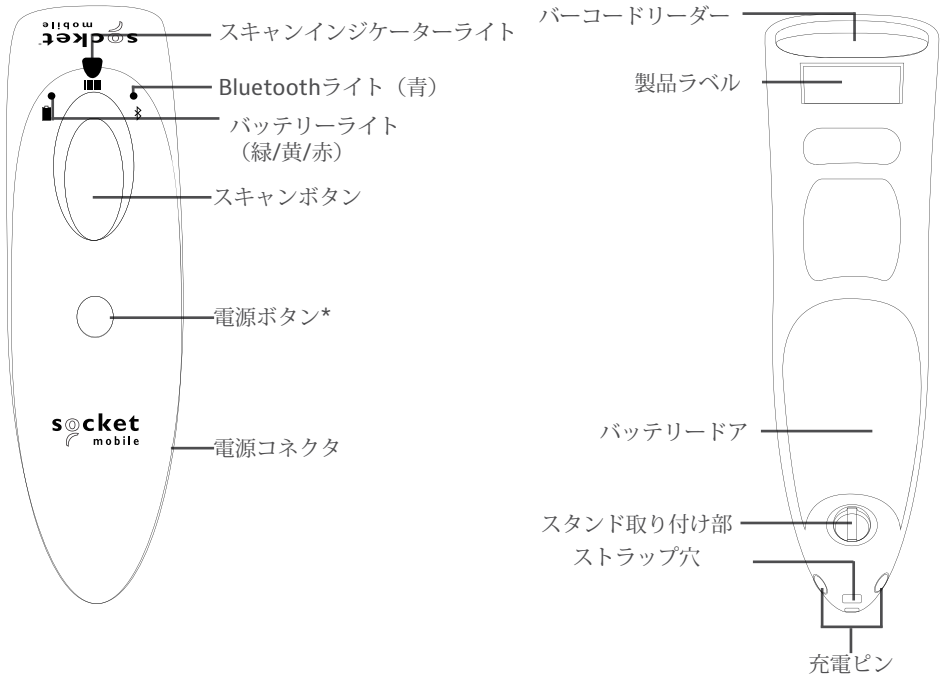 socket
mobile
スキャンインジケーターライト
Bluetoothライト（青）
バッテリーライト
（緑/黄/赤）
スキャンボタン
電源ボタン*
socket
mobile
電源コネクタ
バーコードリーダー
製品ラベル
バッテリードア
スタンド取り付け部
ストラップ穴
充電ピン